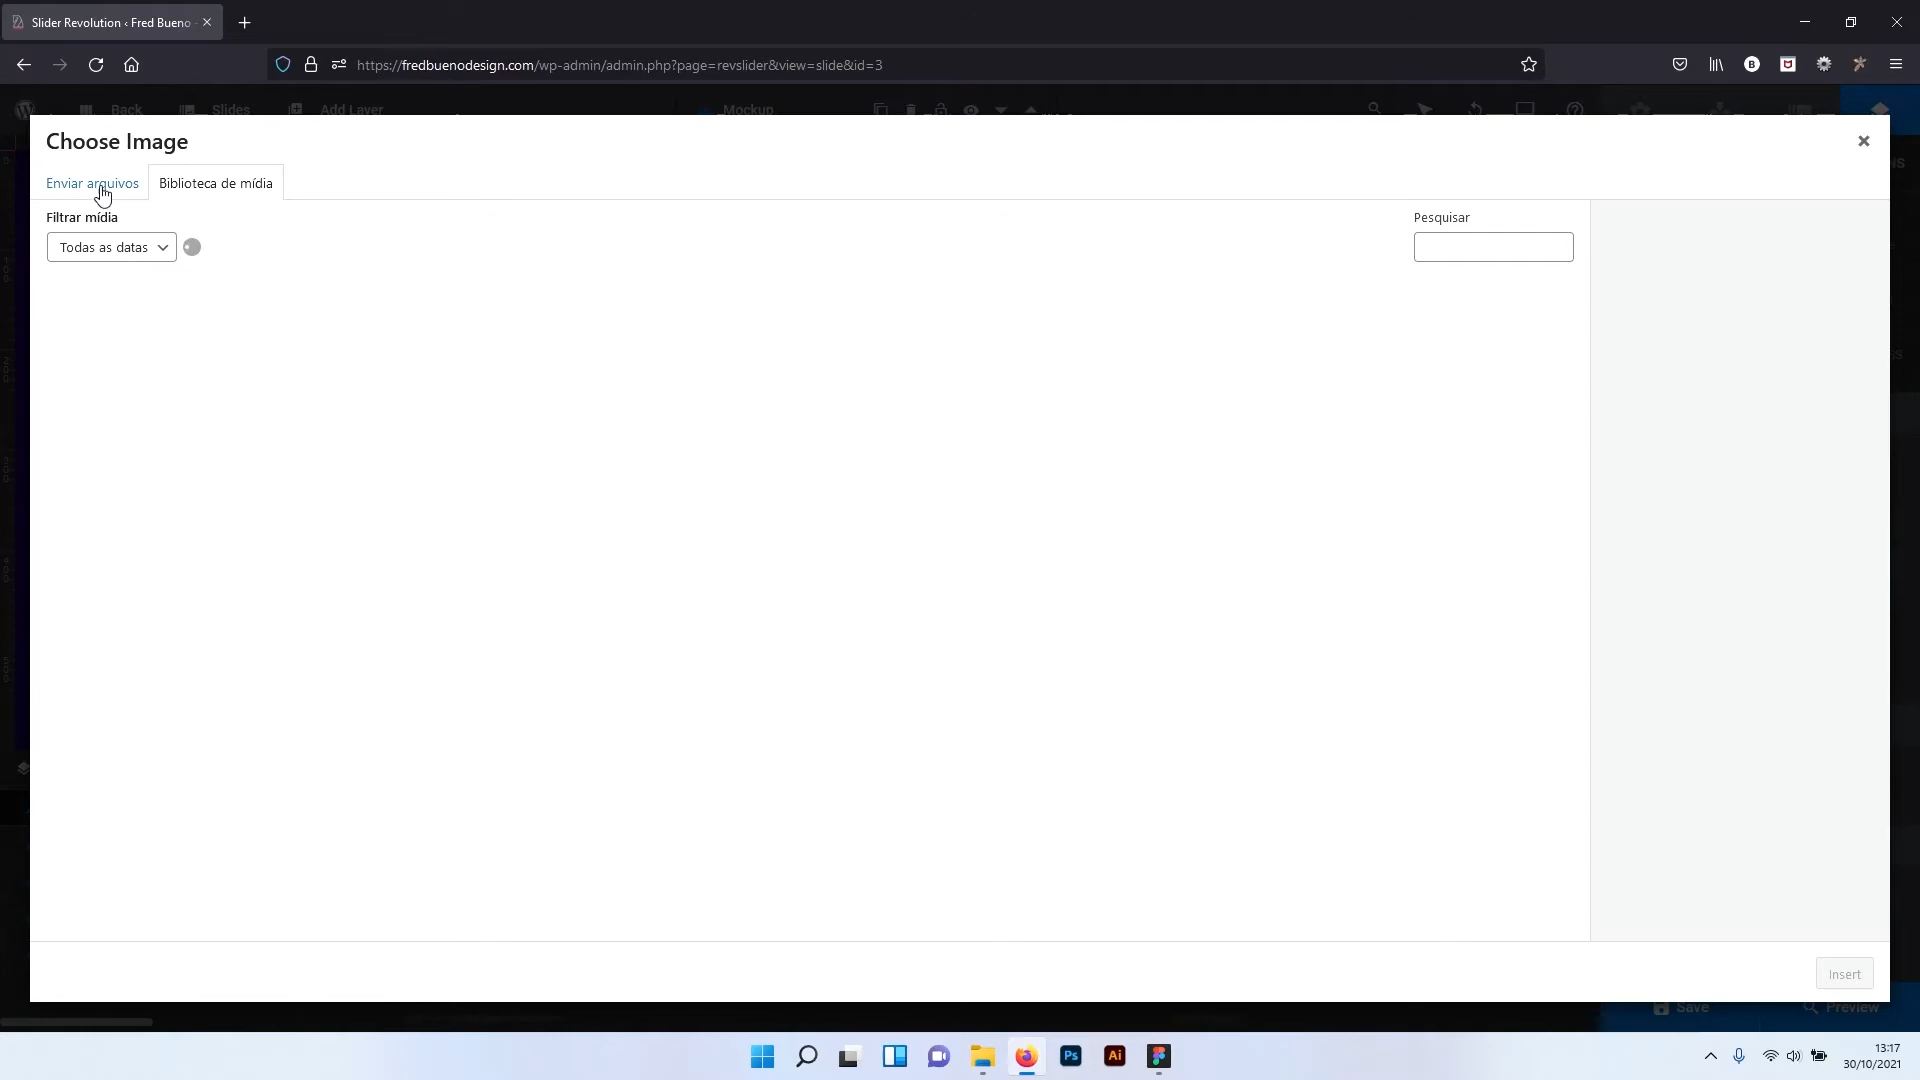 Slider Revolution ‹ Fred Bueno
https://fredbuenodesign.com/wp-admin/admin.php?page=revslider&view=slide&id=3
Back
Slides
Add Layer
Mockup
Choose Image
Enviar arquivos
Biblioteca de mídia
Filtrar mídia
Pesquisar
Todas as datas
Insert
Save
Preview
Ps
Ai
13:17
30/10/2021